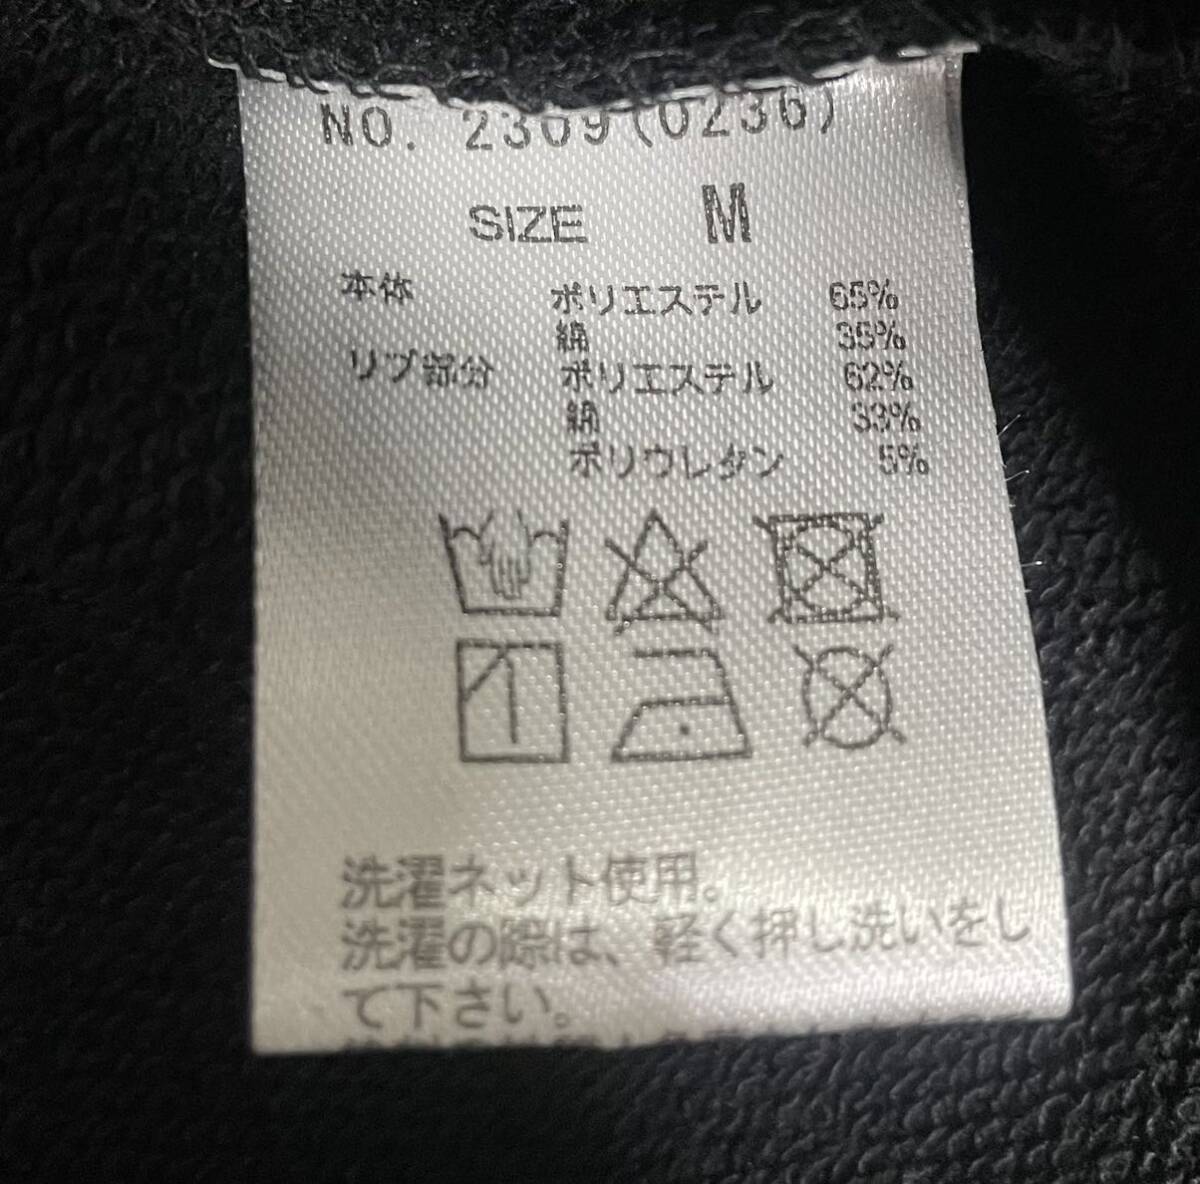 NO. 2309(0236)
SIZE M
本体 ポリエステル 65%
綿 35%
リブ部分 ポリエステル 62%
綿 33%
ポリウレタン 5%
洗濯ネット使用。
洗濯の際は、軽く押し洗いをし
て下さい。